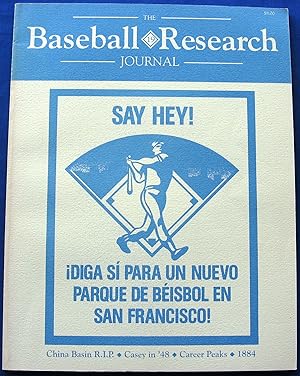 THE
Baseball Research
JOURNAL
SAY HEY!
¡DIGA SÍ PARA UN NUEVO
PARQUE DE BÉISBOL EN
SAN FRANCISCO!
China Basin R.I.P. ◆ Casey in '48 ◆ Career Peaks ◆ 1884